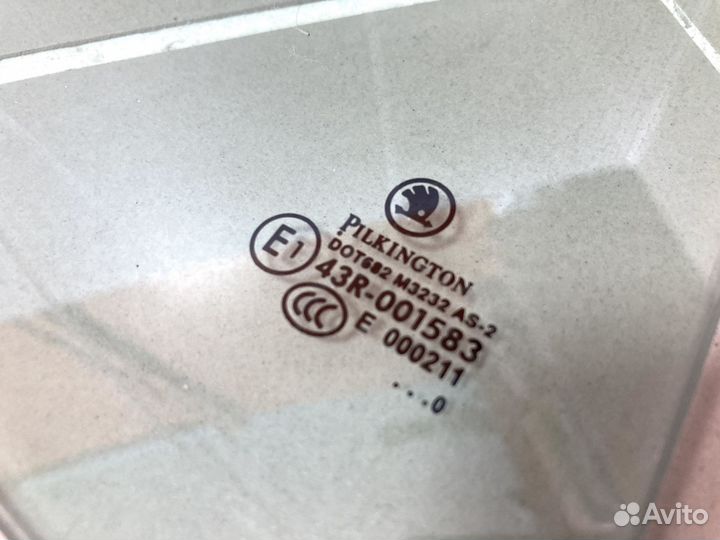 PILKINGTON
DOT682 M3232 AS-2
E1 43R-001583
CCC E 000211
...0
Avito